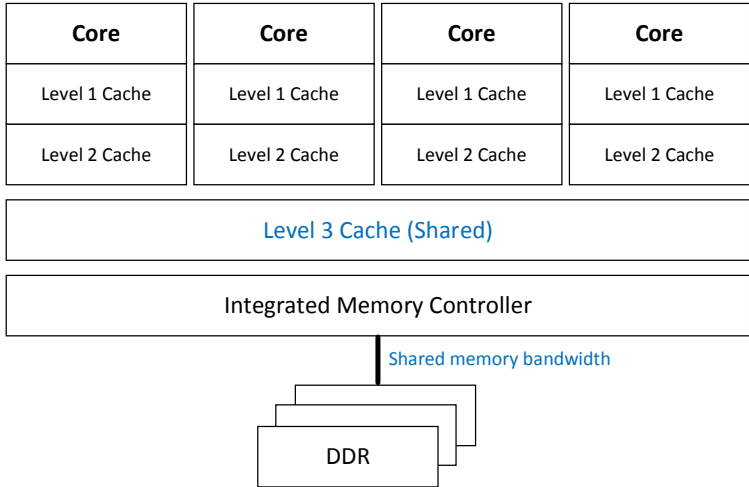 Core Core Core Core
Level 1 Cache Level 1 Cache Level 1 Cache Level 1 Cache
Level 2 Cache Level 2 Cache Level 2 Cache Level 2 Cache
Level 3 Cache (Shared)
Integrated Memory Controller
Shared memory bandwidth
DDR